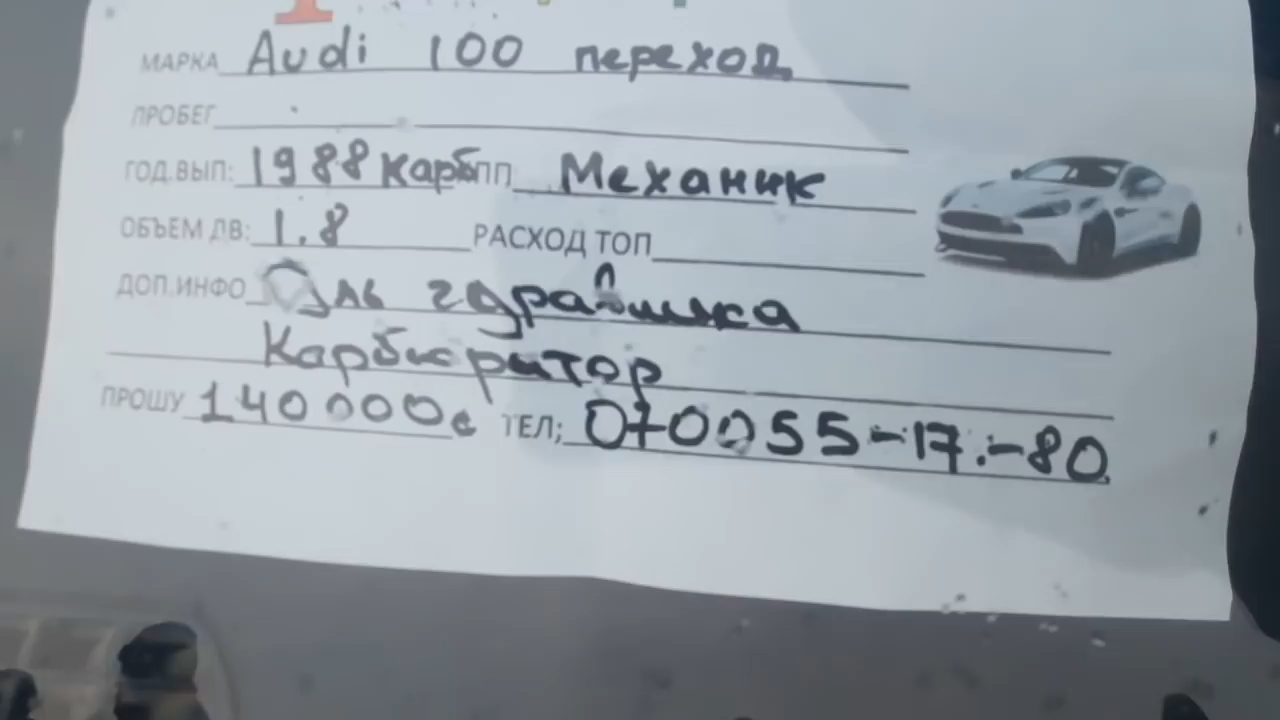 МАРКА Audi 100 переход
ПРОБЕГ
ГОД.ВЫП: 1988 Карб ПП Механик
ОБЪЕМ ДВ: 1.8 РАСХОД ТОП
ДОП.ИНФО
Карбюратор
ПРОШУ 140000с ТЕЛ; 070055-17.-80